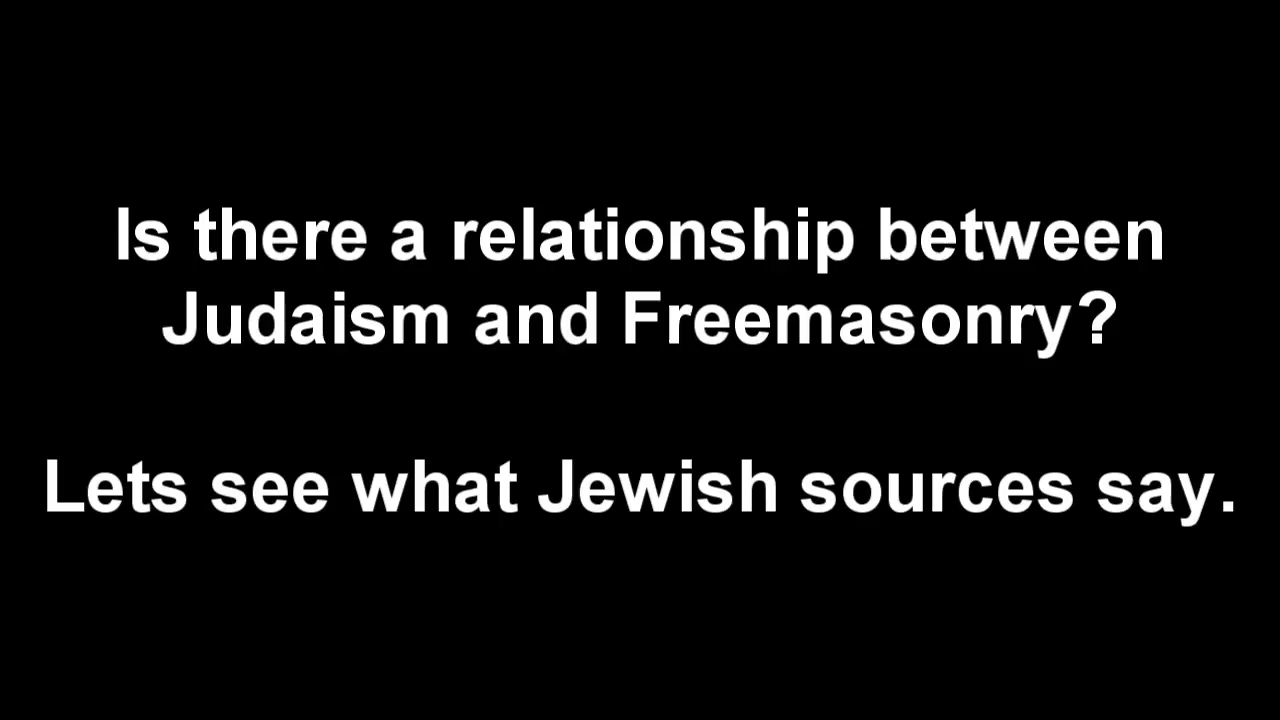 Is there a relationship between
Judaism and Freemasonry?
Lets see what Jewish sources say.